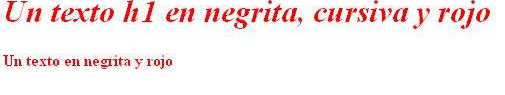 Un texto h1 en negrita, cursiva y rojo
Un texto en negrita y rojo